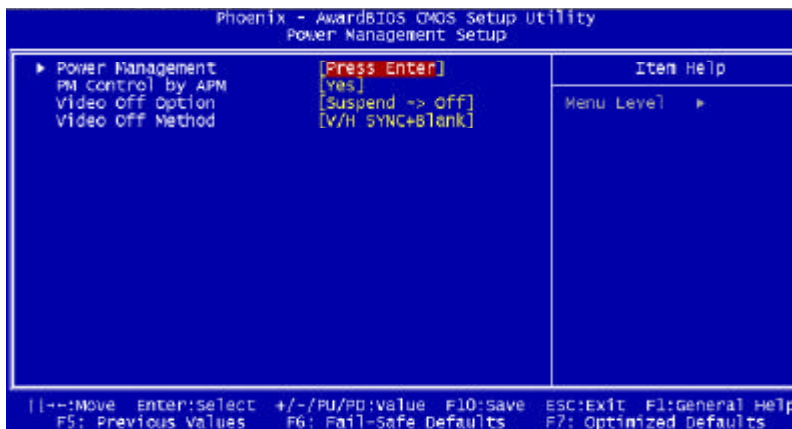 Phoenix - AwardBIOS CMOS Setup Utility
Power Management Setup
▶ Power Management [Press Enter]
PM Control by APM [Yes]
Video Off Option [Suspend -> Off]
Video Off Method [V/H SYNC+Blank]
Item Help
Menu Level ▶
||→←:Move Enter:Select +/-/PU/PD:Value F10:Save ESC:Exit F1:General Help
F5: Previous Values F6: Fail-Safe Defaults F7: Optimized Defaults